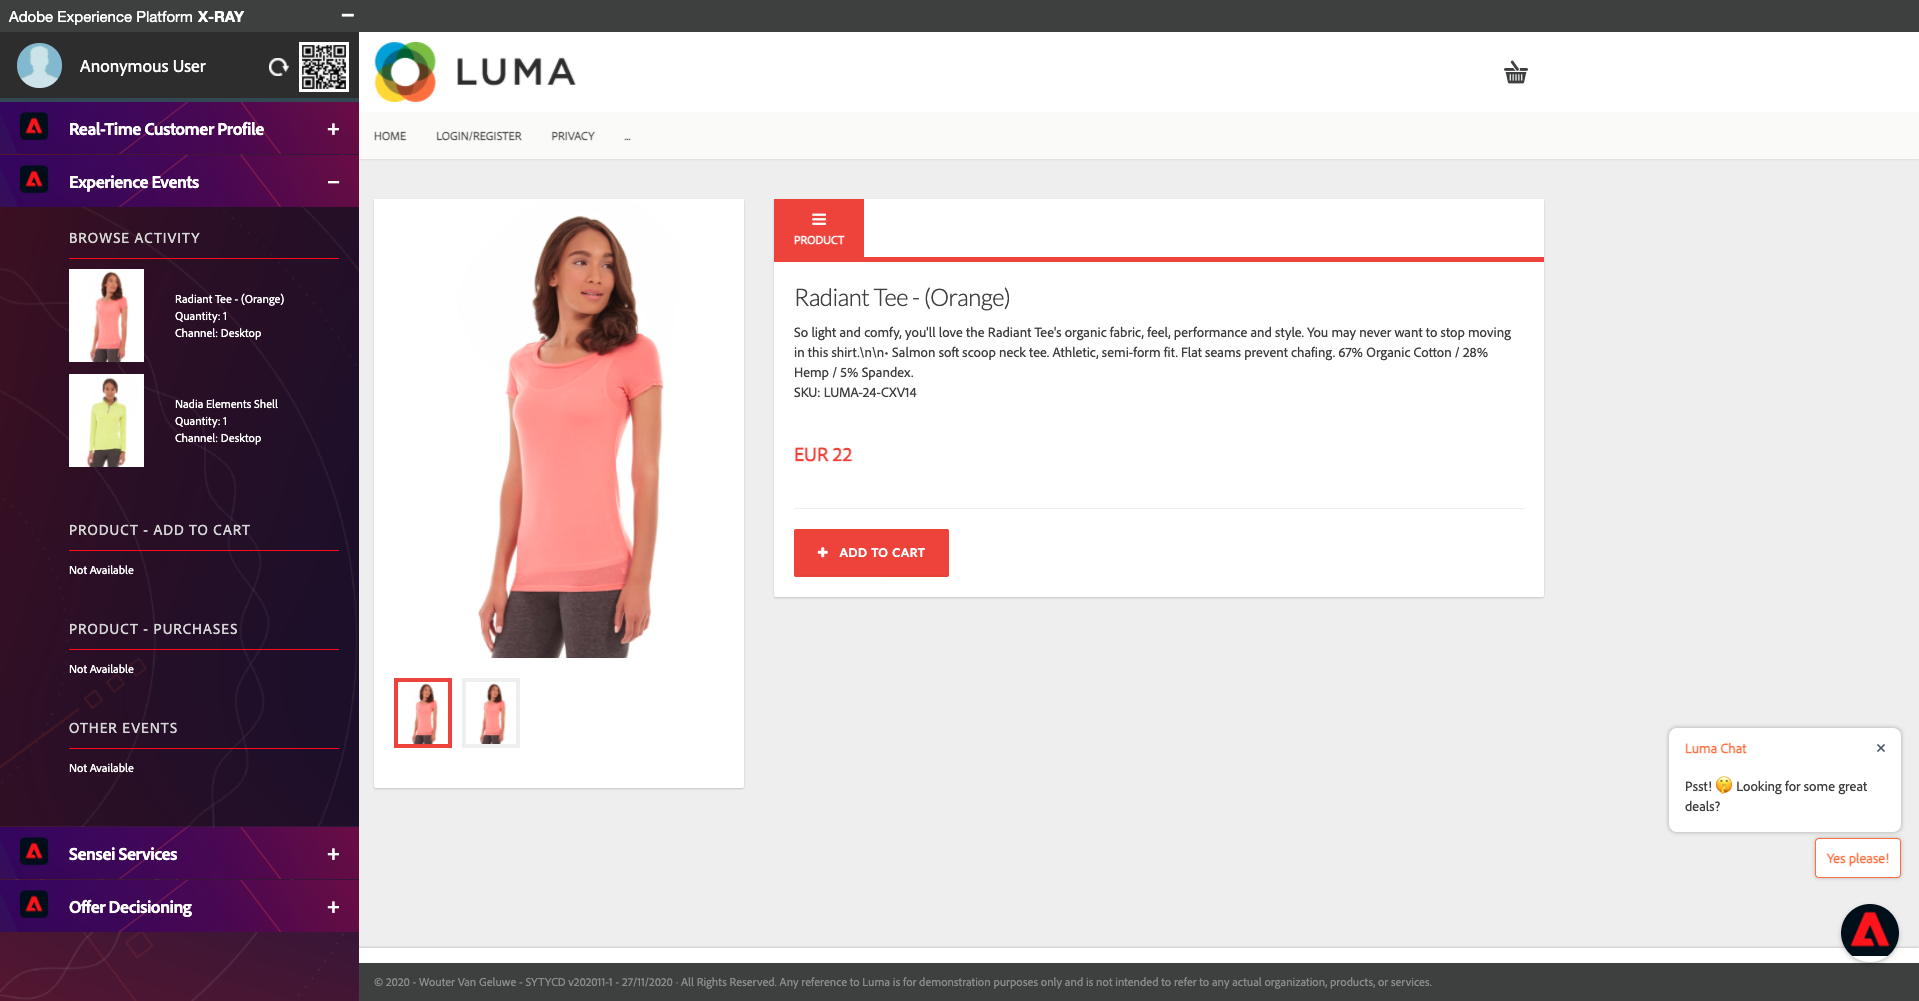 Adobe Experience Platform X-RAY
Anonymous User
Real-Time Customer Profile
Experience Events
BROWSE ACTIVITY
Radiant Tee - (Orange)
Quantity: 1
Channel: Desktop
Nadia Elements Shell
Quantity: 1
Channel: Desktop
PRODUCT - ADD TO CART
Not Available
PRODUCT - PURCHASES
Not Available
OTHER EVENTS
Not Available
Sensei Services
Offer Decisioning
LUMA
HOME LOGIN/REGISTER PRIVACY ...
PRODUCT
Radiant Tee - (Orange)
So light and comfy, you'll love the Radiant Tee's organic fabric, feel, performance and style. You may never want to stop moving
in this shirt.\n\n• Salmon soft scoop neck tee. Athletic, semi-form fit. Flat seams prevent chafing. 67% Organic Cotton / 28%
Hemp / 5% Spandex.
SKU: LUMA-24-CXV14
EUR 22
+ ADD TO CART
Luma Chat ×
Psst! 🤫 Looking for some great
deals?
Yes please!
© 2020 - Wouter Van Geluwe - SYTYCD v202011-1 - 27/11/2020 · All Rights Reserved. Any reference to Luma is for demonstration purposes only and is not intended to refer to any actual organization, products, or services.